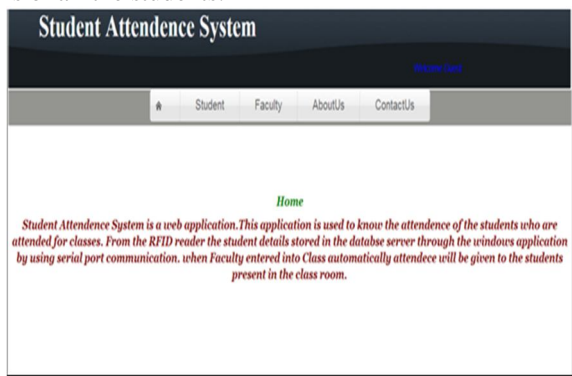 Student Attendence System
Student Faculty AboutUs ContactUs
Home
Student Attendence System is a web application.This application is used to know the attendence of the students who are
attended for classes. From the RFID reader the student details stored in the databse server through the windows application
by using serial port communication. when Faculty entered into Class automatically attendece will be given to the students
present in the class room.